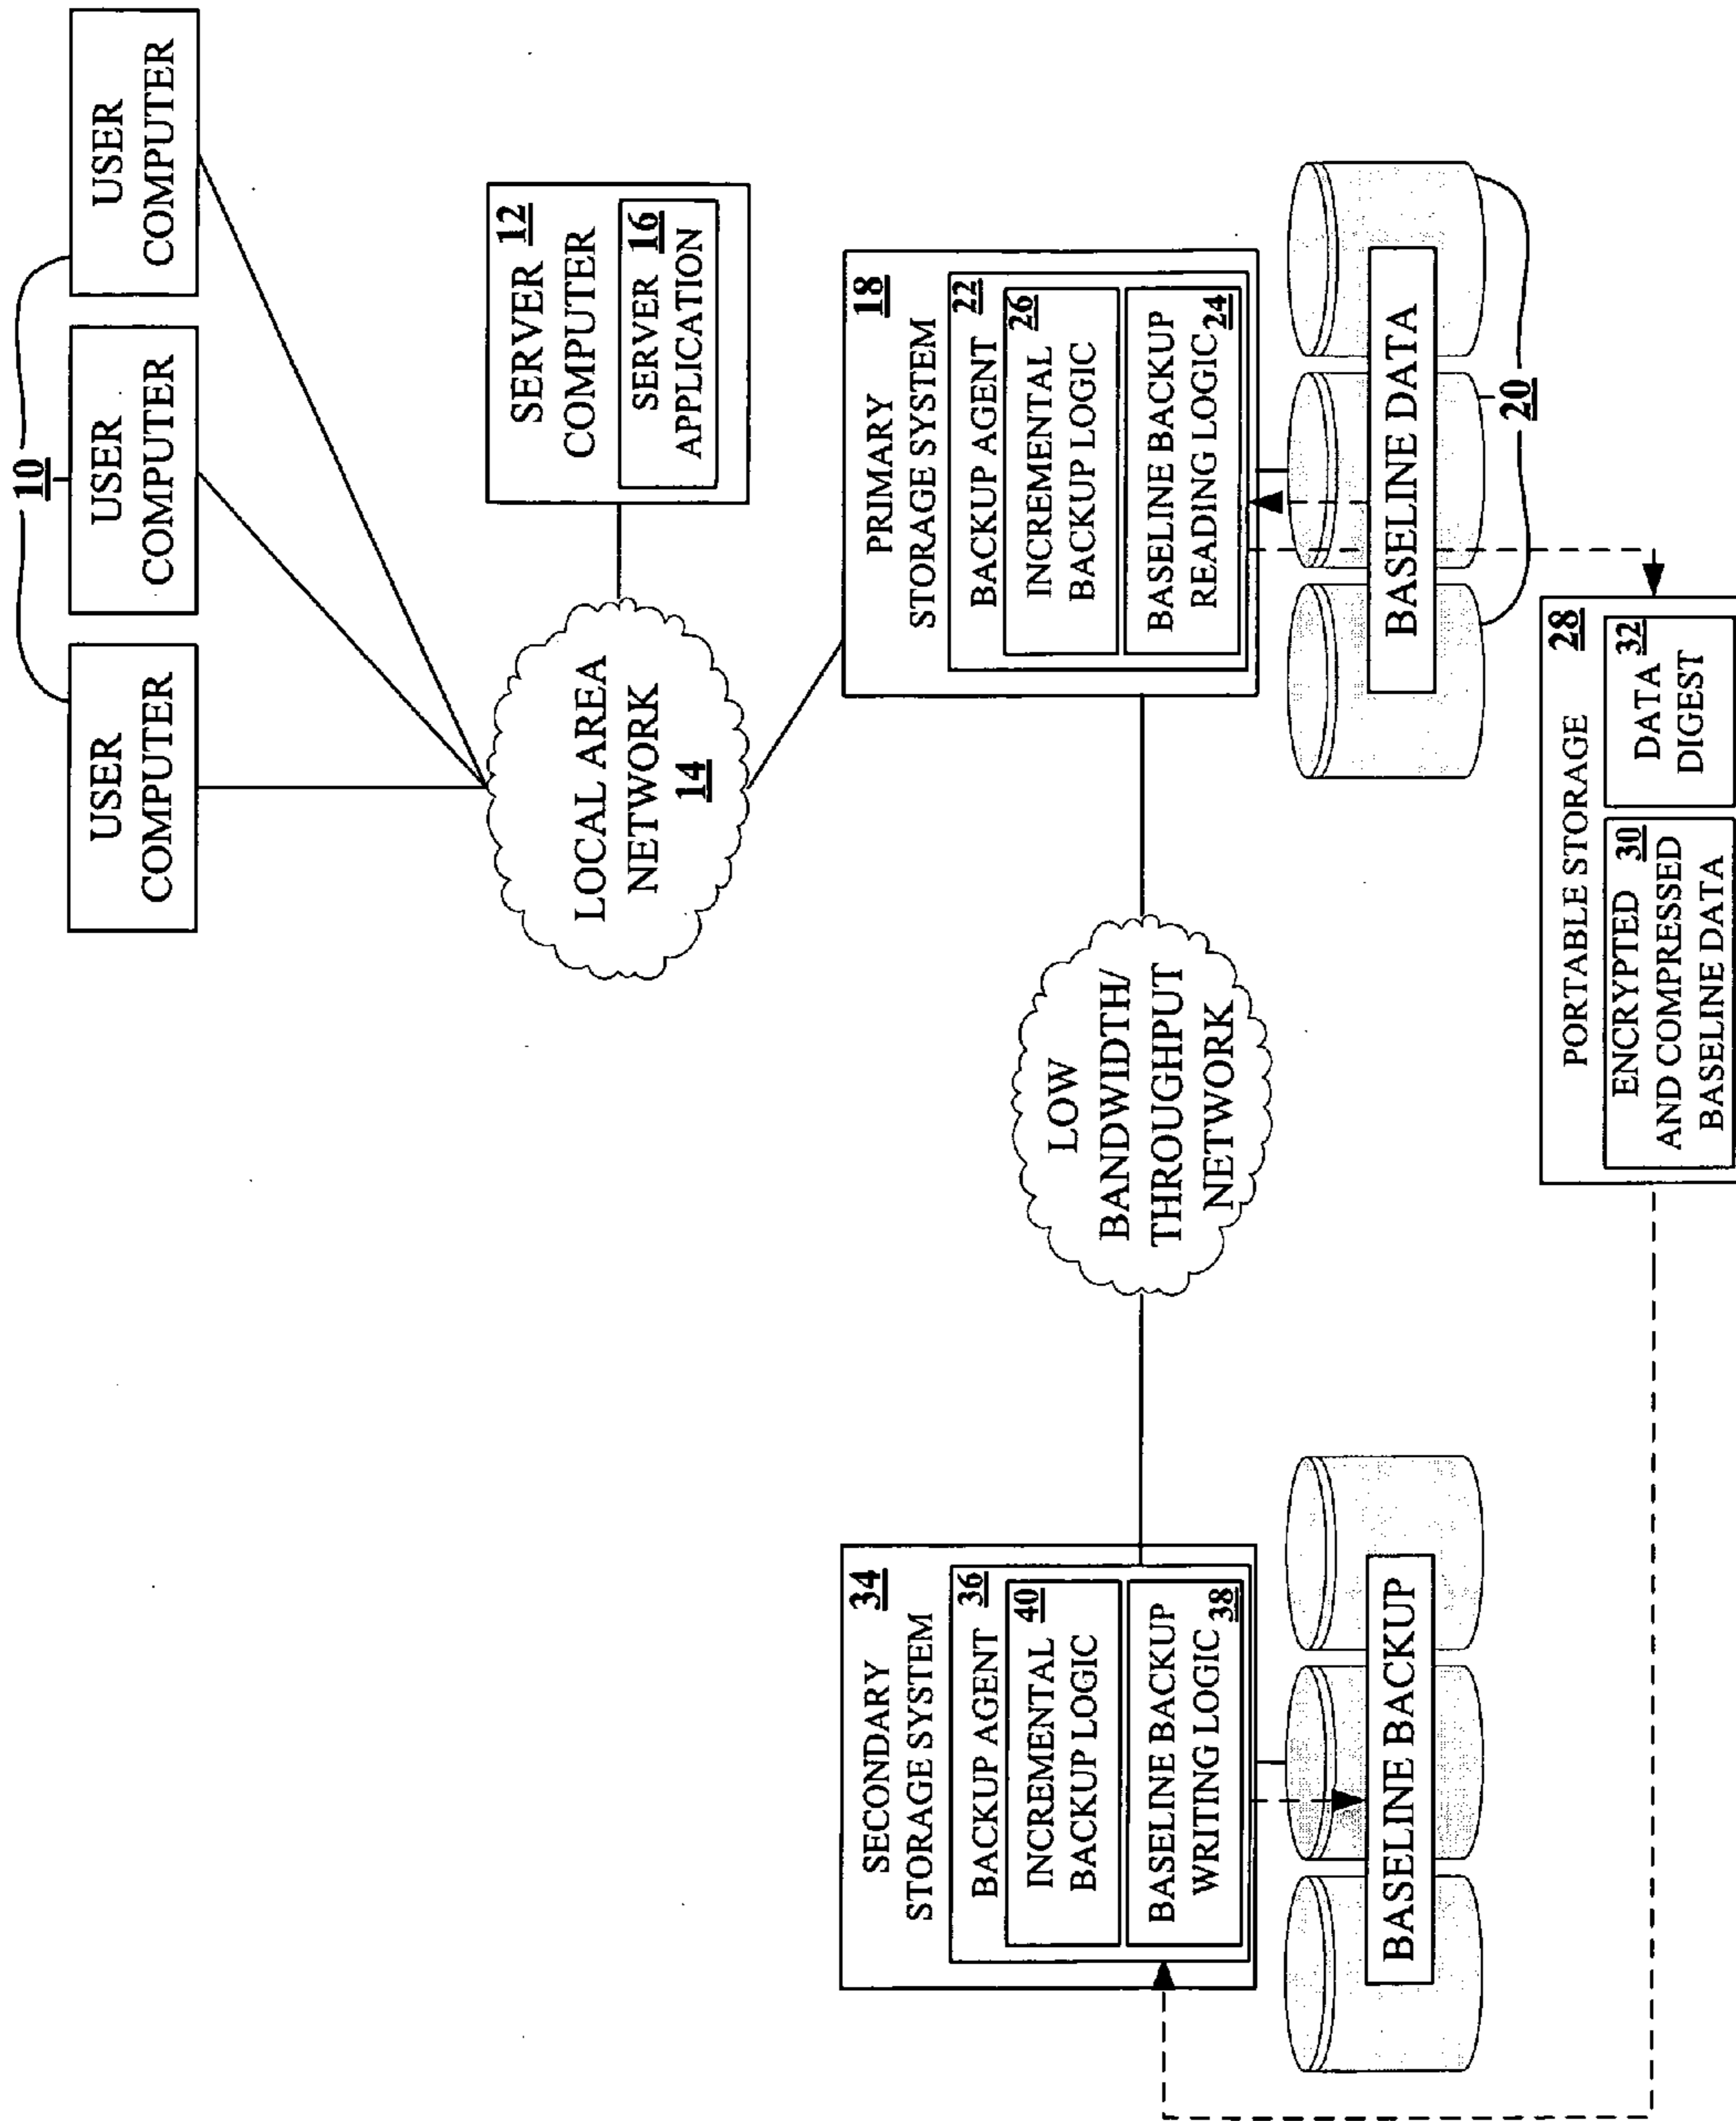 10
USER
COMPUTER
USER
COMPUTER
USER
COMPUTER
LOCAL AREA
NETWORK
14
SERVER 12
COMPUTER
SERVER 16
APPLICATION
SECONDARY 34
STORAGE SYSTEM
BACKUP AGENT 36
INCREMENTAL 40
BACKUP LOGIC
BASELINE BACKUP
WRITING LOGIC 38
BASELINE BACKUP
LOW
BANDWIDTH/
THROUGHPUT
NETWORK
PRIMARY 18
STORAGE SYSTEM
BACKUP AGENT 22
INCREMENTAL 26
BACKUP LOGIC
BASELINE BACKUP
READING LOGIC 24
BASELINE DATA
20
PORTABLE STORAGE 28
ENCRYPTED 30
AND COMPRESSED
BASELINE DATA
DATA 32
DIGEST